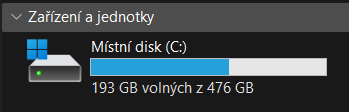 Zařízení a jednotky
Místní disk (C:)
193 GB volných z 476 GB